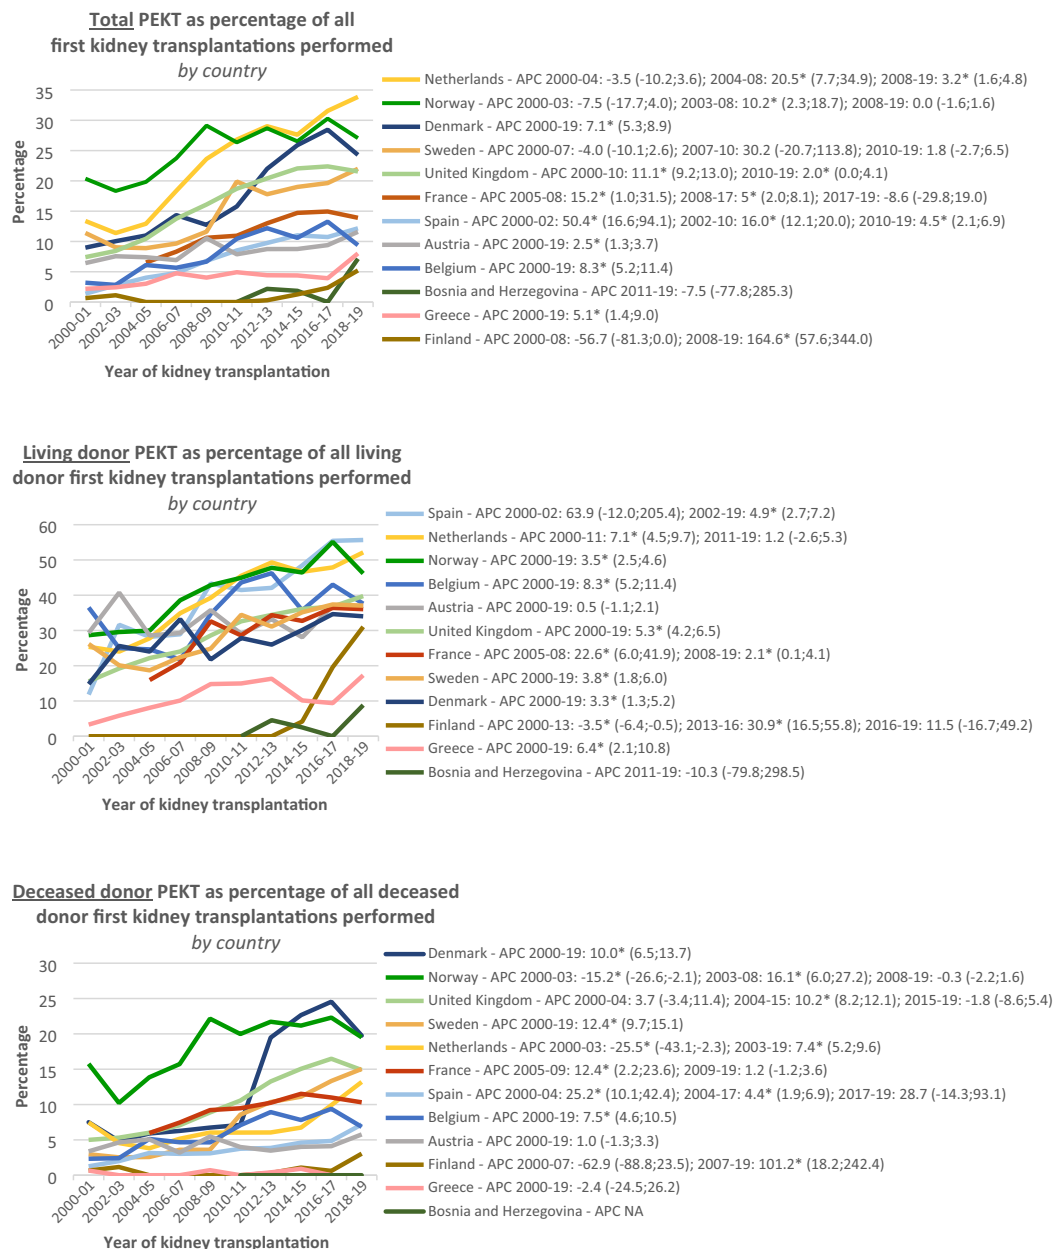 Total PEKT as percentage of all
first kidney transplantations performed
by country
Percentage
35
30
25
20
15
10
5
0
2000-01
2002-03
2004-05
2006-07
2008-09
2010-11
2012-13
2014-15
2016-17
2018-19
Year of kidney transplantation
Netherlands - APC 2000-04: -3.5 (-10.2;3.6); 2004-08: 20.5* (7.7;34.9); 2008-19: 3.2* (1.6;4.8)
Norway - APC 2000-03: -7.5 (-17.7;4.0); 2003-08: 10.2* (2.3;18.7); 2008-19: 0.0 (-1.6;1.6)
Denmark - APC 2000-19: 7.1* (5.3;8.9)
Sweden - APC 2000-07: -4.0 (-10.1;2.6); 2007-10: 30.2 (-20.7;113.8); 2010-19: 1.8 (-2.7;6.5)
United Kingdom - APC 2000-10: 11.1* (9.2;13.0); 2010-19: 2.0* (0.0;4.1)
France - APC 2005-08: 15.2* (1.0;31.5); 2008-17: 5* (2.0;8.1); 2017-19: -8.6 (-29.8;19.0)
Spain - APC 2000-02: 50.4* (16.6;94.1); 2002-10: 16.0* (12.1;20.0); 2010-19: 4.5* (2.1;6.9)
Austria - APC 2000-19: 2.5* (1.3;3.7)
Belgium - APC 2000-19: 8.3* (5.2;11.4)
Bosnia and Herzegovina - APC 2011-19: -7.5 (-77.8;285.3)
Greece - APC 2000-19: 5.1* (1.4;9.0)
Finland - APC 2000-08: -56.7 (-81.3;0.0); 2008-19: 164.6* (57.6;344.0)
Living donor PEKT as percentage of all living
donor first kidney transplantations performed
by country
Percentage
60
50
40
30
20
10
0
2000-01
2002-03
2004-05
2006-07
2008-09
2010-11
2012-13
2014-15
2016-17
2018-19
Year of kidney transplantation
Spain - APC 2000-02: 63.9 (-12.0;205.4); 2002-19: 4.9* (2.7;7.2)
Netherlands - APC 2000-11: 7.1* (4.5;9.7); 2011-19: 1.2 (-2.6;5.3)
Norway - APC 2000-19: 3.5* (2.5;4.6)
Belgium - APC 2000-19: 8.3* (5.2;11.4)
Austria - APC 2000-19: 0.5 (-1.1;2.1)
United Kingdom - APC 2000-19: 5.3* (4.2;6.5)
France - APC 2005-08: 22.6* (6.0;41.9); 2008-19: 2.1* (0.1;4.1)
Sweden - APC 2000-19: 3.8* (1.8;6.0)
Denmark - APC 2000-19: 3.3* (1.3;5.2)
Finland - APC 2000-13: -3.5* (-6.4;-0.5); 2013-16: 30.9* (16.5;55.8); 2016-19: 11.5 (-16.7;49.2)
Greece - APC 2000-19: 6.4* (2.1;10.8)
Bosnia and Herzegovina - APC 2011-19: -10.3 (-79.8;298.5)
Deceased donor PEKT as percentage of all deceased
donor first kidney transplantations performed
by country
Percentage
30
25
20
15
10
5
0
2000-01
2002-03
2004-05
2006-07
2008-09
2010-11
2012-13
2014-15
2016-17
2018-19
Year of kidney transplantation
Denmark - APC 2000-19: 10.0* (6.5;13.7)
Norway - APC 2000-03: -15.2* (-26.6;-2.1); 2003-08: 16.1* (6.0;27.2); 2008-19: -0.3 (-2.2;1.6)
United Kingdom - APC 2000-04: 3.7 (-3.4;11.4); 2004-15: 10.2* (8.2;12.1); 2015-19: -1.8 (-8.6;5.4)
Sweden - APC 2000-19: 12.4* (9.7;15.1)
Netherlands - APC 2000-03: -25.5* (-43.1;-2.3); 2003-19: 7.4* (5.2;9.6)
France - APC 2005-09: 12.4* (2.2;23.6); 2009-19: 1.2 (-1.2;3.6)
Spain - APC 2000-04: 25.2* (10.1;42.4); 2004-17: 4.4* (1.9;6.9); 2017-19: 28.7 (-14.3;93.1)
Belgium - APC 2000-19: 7.5* (4.6;10.5)
Austria - APC 2000-19: 1.0 (-1.3;3.3)
Finland - APC 2000-07: -62.9 (-88.8;23.5); 2007-19: 101.2* (18.2;242.4)
Greece - APC 2000-19: -2.4 (-24.5;26.2)
Bosnia and Herzegovina - APC NA